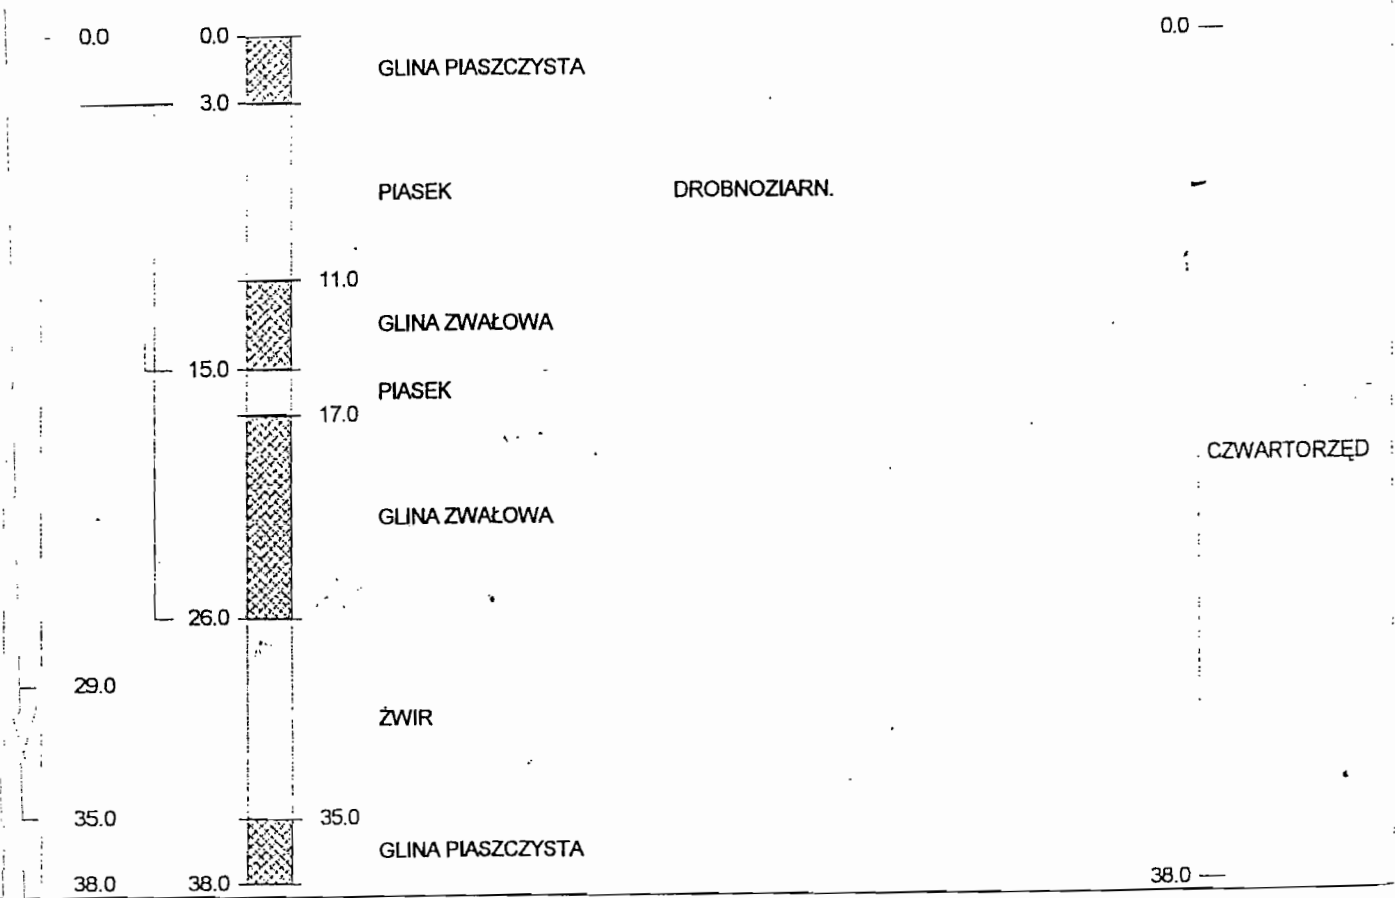 0.0 0.0 0.0
GLINA PIASZCZYSTA
3.0
PIASEK DROBNOZIARN.
11.0
GLINA ZWAŁOWA
15.0
PIASEK
17.0
CZWARTORZĘD
GLINA ZWAŁOWA
26.0
29.0
ŻWIR
35.0 35.0
GLINA PIASZCZYSTA
38.0 38.0 38.0